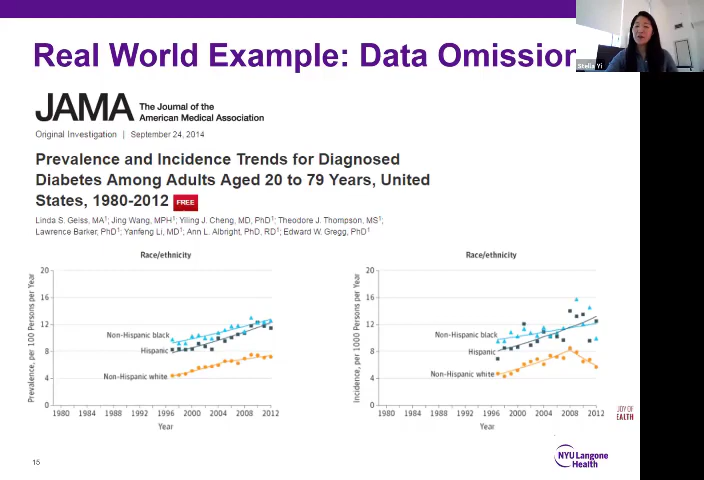 Real World Example: Data Omission
Stella Yi
JAMA The Journal of the
American Medical Association
Original Investigation | September 24, 2014
Prevalence and Incidence Trends for Diagnosed
Diabetes Among Adults Aged 20 to 79 Years, United
States, 1980-2012 FREE
Linda S. Geiss, MA1; Jing Wang, MPH1; Yiling J. Cheng, MD, PhD1; Theodore J. Thompson, MS1;
Lawrence Barker, PhD1; Yanfeng Li, MD1; Ann L. Albright, PhD, RD1; Edward W. Gregg, PhD1
Race/ethnicity
20
16
12
8
4
0
Prevalence, per 100 Persons per Year
Non-Hispanic black
Hispanic
Non-Hispanic white
1980 1984 1988 1992 1996 2000 2004 2008 2012
Year
Race/ethnicity
20
16
12
8
4
0
Incidence, per 1000 Persons per Year
Non-Hispanic black
Hispanic
Non-Hispanic white
1980 1984 1988 1992 1996 2000 2004 2008 2012
Year
JOY OF
EALTH
15
NYU Langone
Health